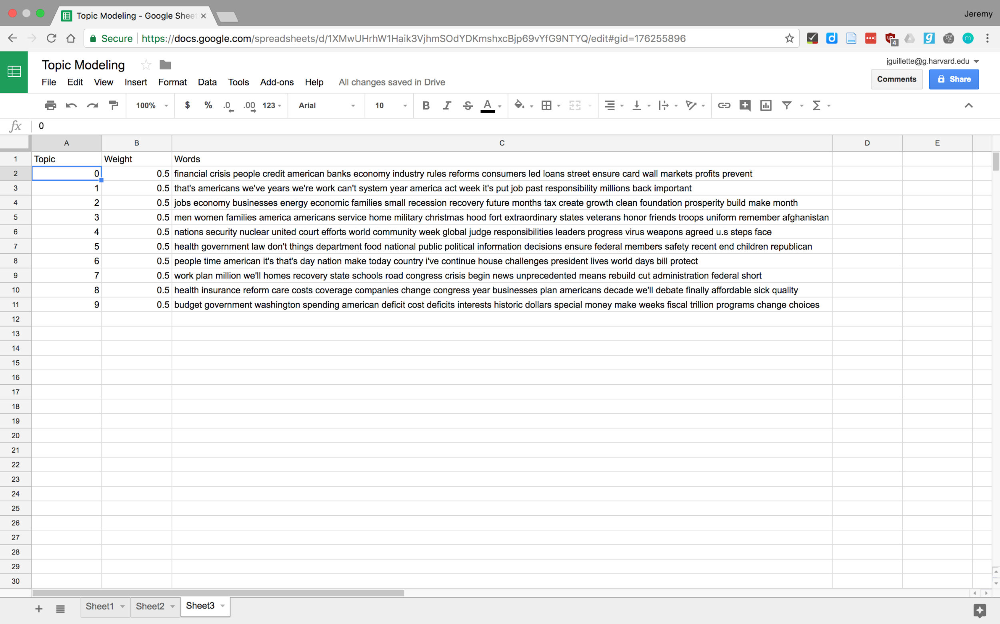 Topic Modeling - Google Sheet
Jeremy
Secure https://docs.google.com/spreadsheets/d/1XMwUHrhW1Haik3VjhmSOdYDKmshxcBjp69vYfG9NTYQ/edit#gid=176255896
4
Topic Modeling
jguillette@g.harvard.edu
File Edit View Insert Format Data Tools Add-ons Help All changes saved in Drive
Comments Share
100% $ % .0 .00 123 Arial 10 B I S A Σ
fx 0
A B C D E
1 Topic Weight Words
2 0 0.5 financial crisis people credit american banks economy industry rules reforms consumers led loans street ensure card wall markets profits prevent
3 1 0.5 that's americans we've years we're work can't system year america act week it's put job past responsibility millions back important
4 2 0.5 jobs economy businesses energy economic families small recession recovery future months tax create growth clean foundation prosperity build make month
5 3 0.5 men women families america americans service home military christmas hood fort extraordinary states veterans honor friends troops uniform remember afghanistan
6 4 0.5 nations security nuclear united court efforts world community week global judge responsibilities leaders progress virus weapons agreed u.s steps face
7 5 0.5 health government law don't things department food national public political information decisions ensure federal members safety recent end children republican
8 6 0.5 people time american it's that's day nation make today country i've continue house challenges president lives world days bill protect
9 7 0.5 work plan million we'll homes recovery state schools road congress crisis begin news unprecedented means rebuild cut administration federal short
10 8 0.5 health insurance reform care costs coverage companies change congress year businesses plan americans decade we'll debate finally affordable sick quality
11 9 0.5 budget government washington spending american deficit cost deficits interests historic dollars special money make weeks fiscal trillion programs change choices
12
13
14
15
16
17
18
19
20
21
22
23
24
25
26
27
28
29
30
Sheet1 Sheet2 Sheet3